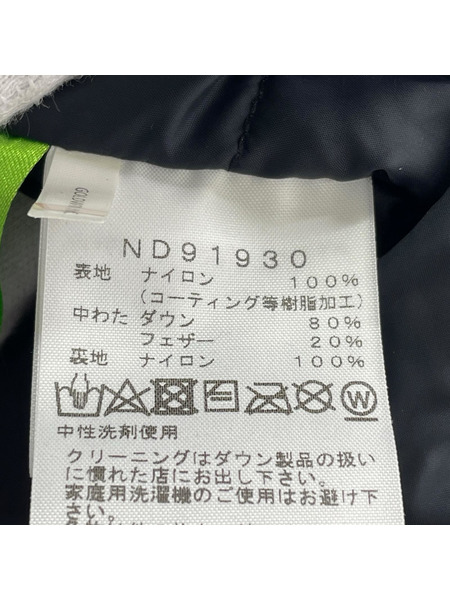 GOLDWIN
ND91930
表地 ナイロン 100%
(コーティング等樹脂加工)
中わた ダウン 80%
フェザー 20%
裏地 ナイロン 100%
W
中性洗剤使用
クリーニングはダウン製品の扱い
に慣れた店にお出し下さい。
家庭用洗濯機のご使用はお避け下
さい。